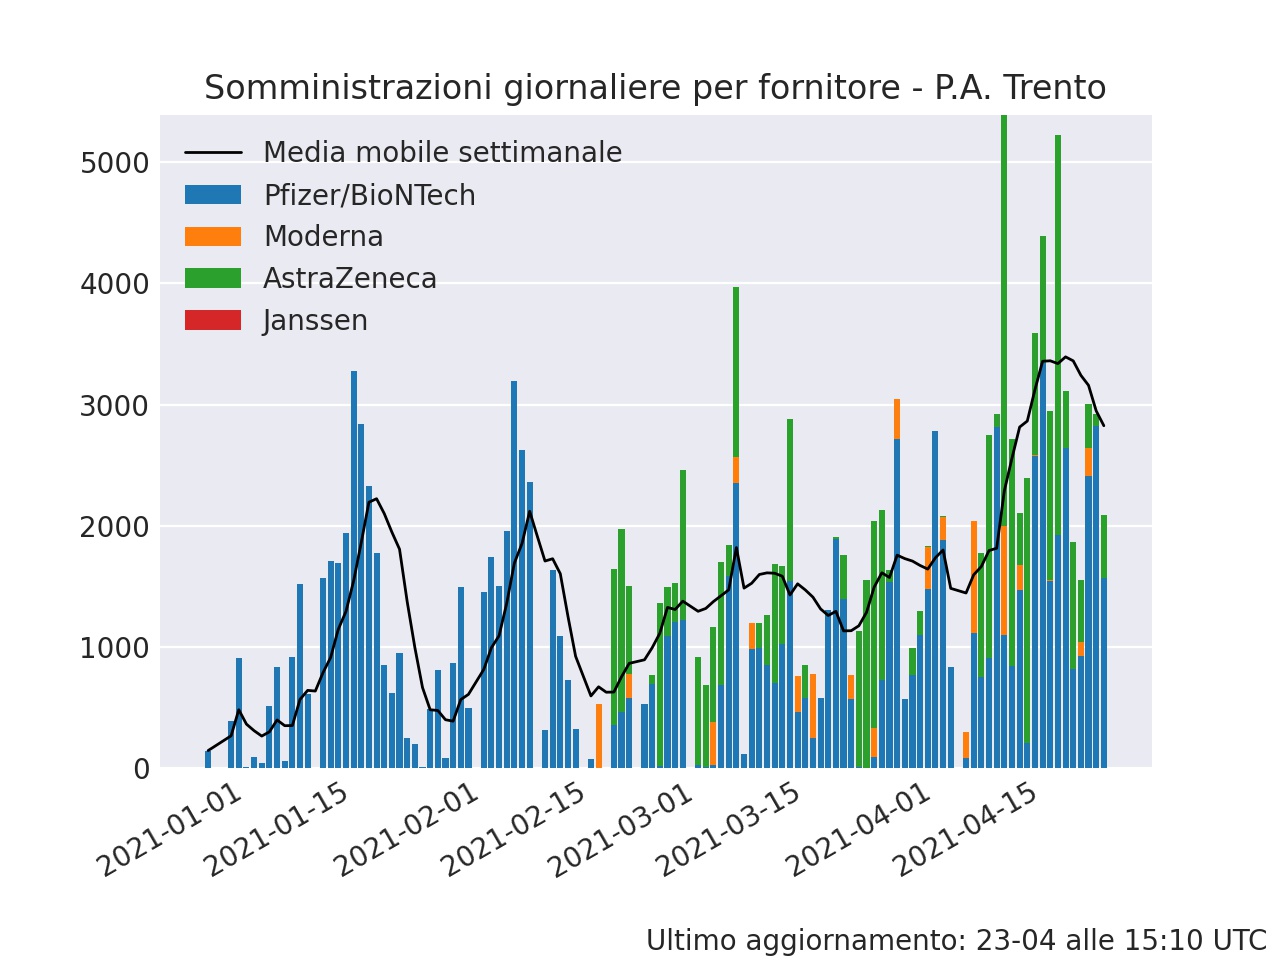 Somministrazioni giornaliere per fornitore - P.A. Trento
Media mobile settimanale
Pfizer/BioNTech
Moderna
AstraZeneca
Janssen
5000
4000
3000
2000
1000
0
2021-01-01
2021-01-15
2021-02-01
2021-02-15
2021-03-01
2021-03-15
2021-04-01
2021-04-15
Ultimo aggiornamento: 23-04 alle 15:10 UTC